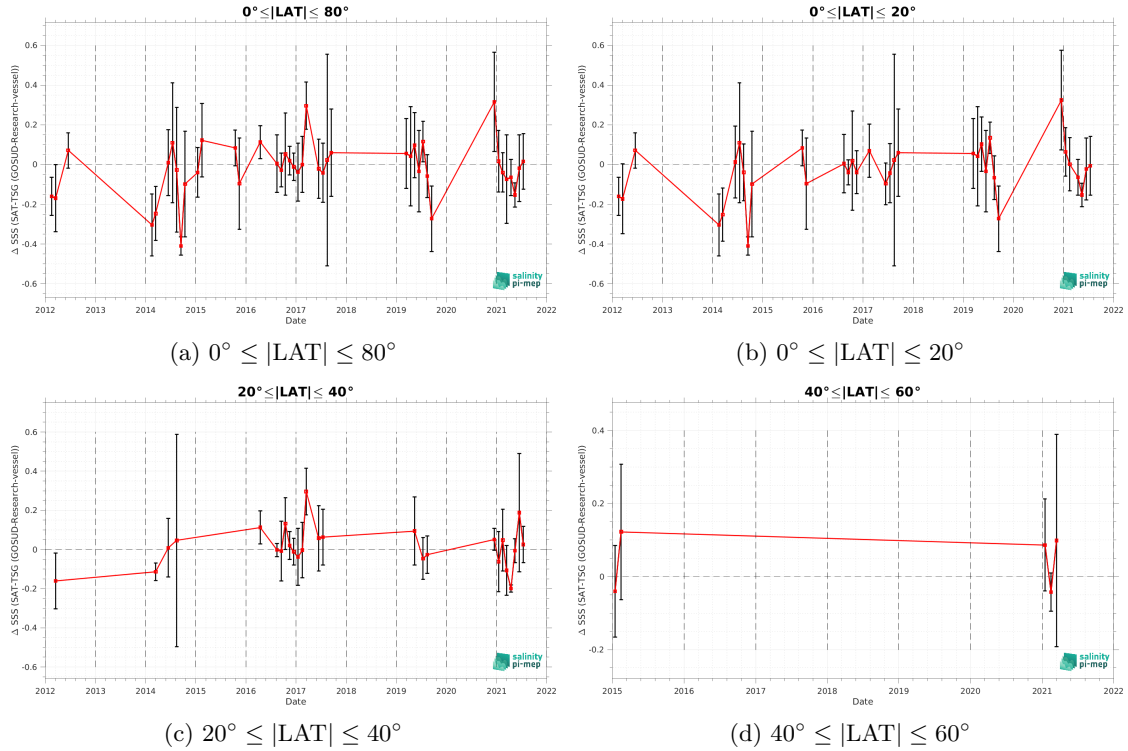 0°≤|LAT|≤ 80°
Δ SSS (SAT-TSG (GOSUD-Research-vessel))
0.6
0.4
0.2
0
-0.2
-0.4
-0.6
2012 2013 2014 2015 2016 2017 2018 2019 2020 2021 2022
Date
salinity
pi-mep
(a) 0° ≤ |LAT| ≤ 80°
0°≤|LAT|≤ 20°
Δ SSS (SAT-TSG (GOSUD-Research-vessel))
0.6
0.4
0.2
0
-0.2
-0.4
-0.6
2012 2013 2014 2015 2016 2017 2018 2019 2020 2021 2022
Date
salinity
pi-mep
(b) 0° ≤ |LAT| ≤ 20°
20°≤|LAT|≤ 40°
Δ SSS (SAT-TSG (GOSUD-Research-vessel))
0.6
0.4
0.2
0
-0.2
-0.4
-0.6
2012 2013 2014 2015 2016 2017 2018 2019 2020 2021 2022
Date
salinity
pi-mep
(c) 20° ≤ |LAT| ≤ 40°
40°≤|LAT|≤ 60°
Δ SSS (SAT-TSG (GOSUD-Research-vessel))
0.4
0.2
0
-0.2
2015 2016 2017 2018 2019 2020 2021 2022
Date
salinity
pi-mep
(d) 40° ≤ |LAT| ≤ 60°